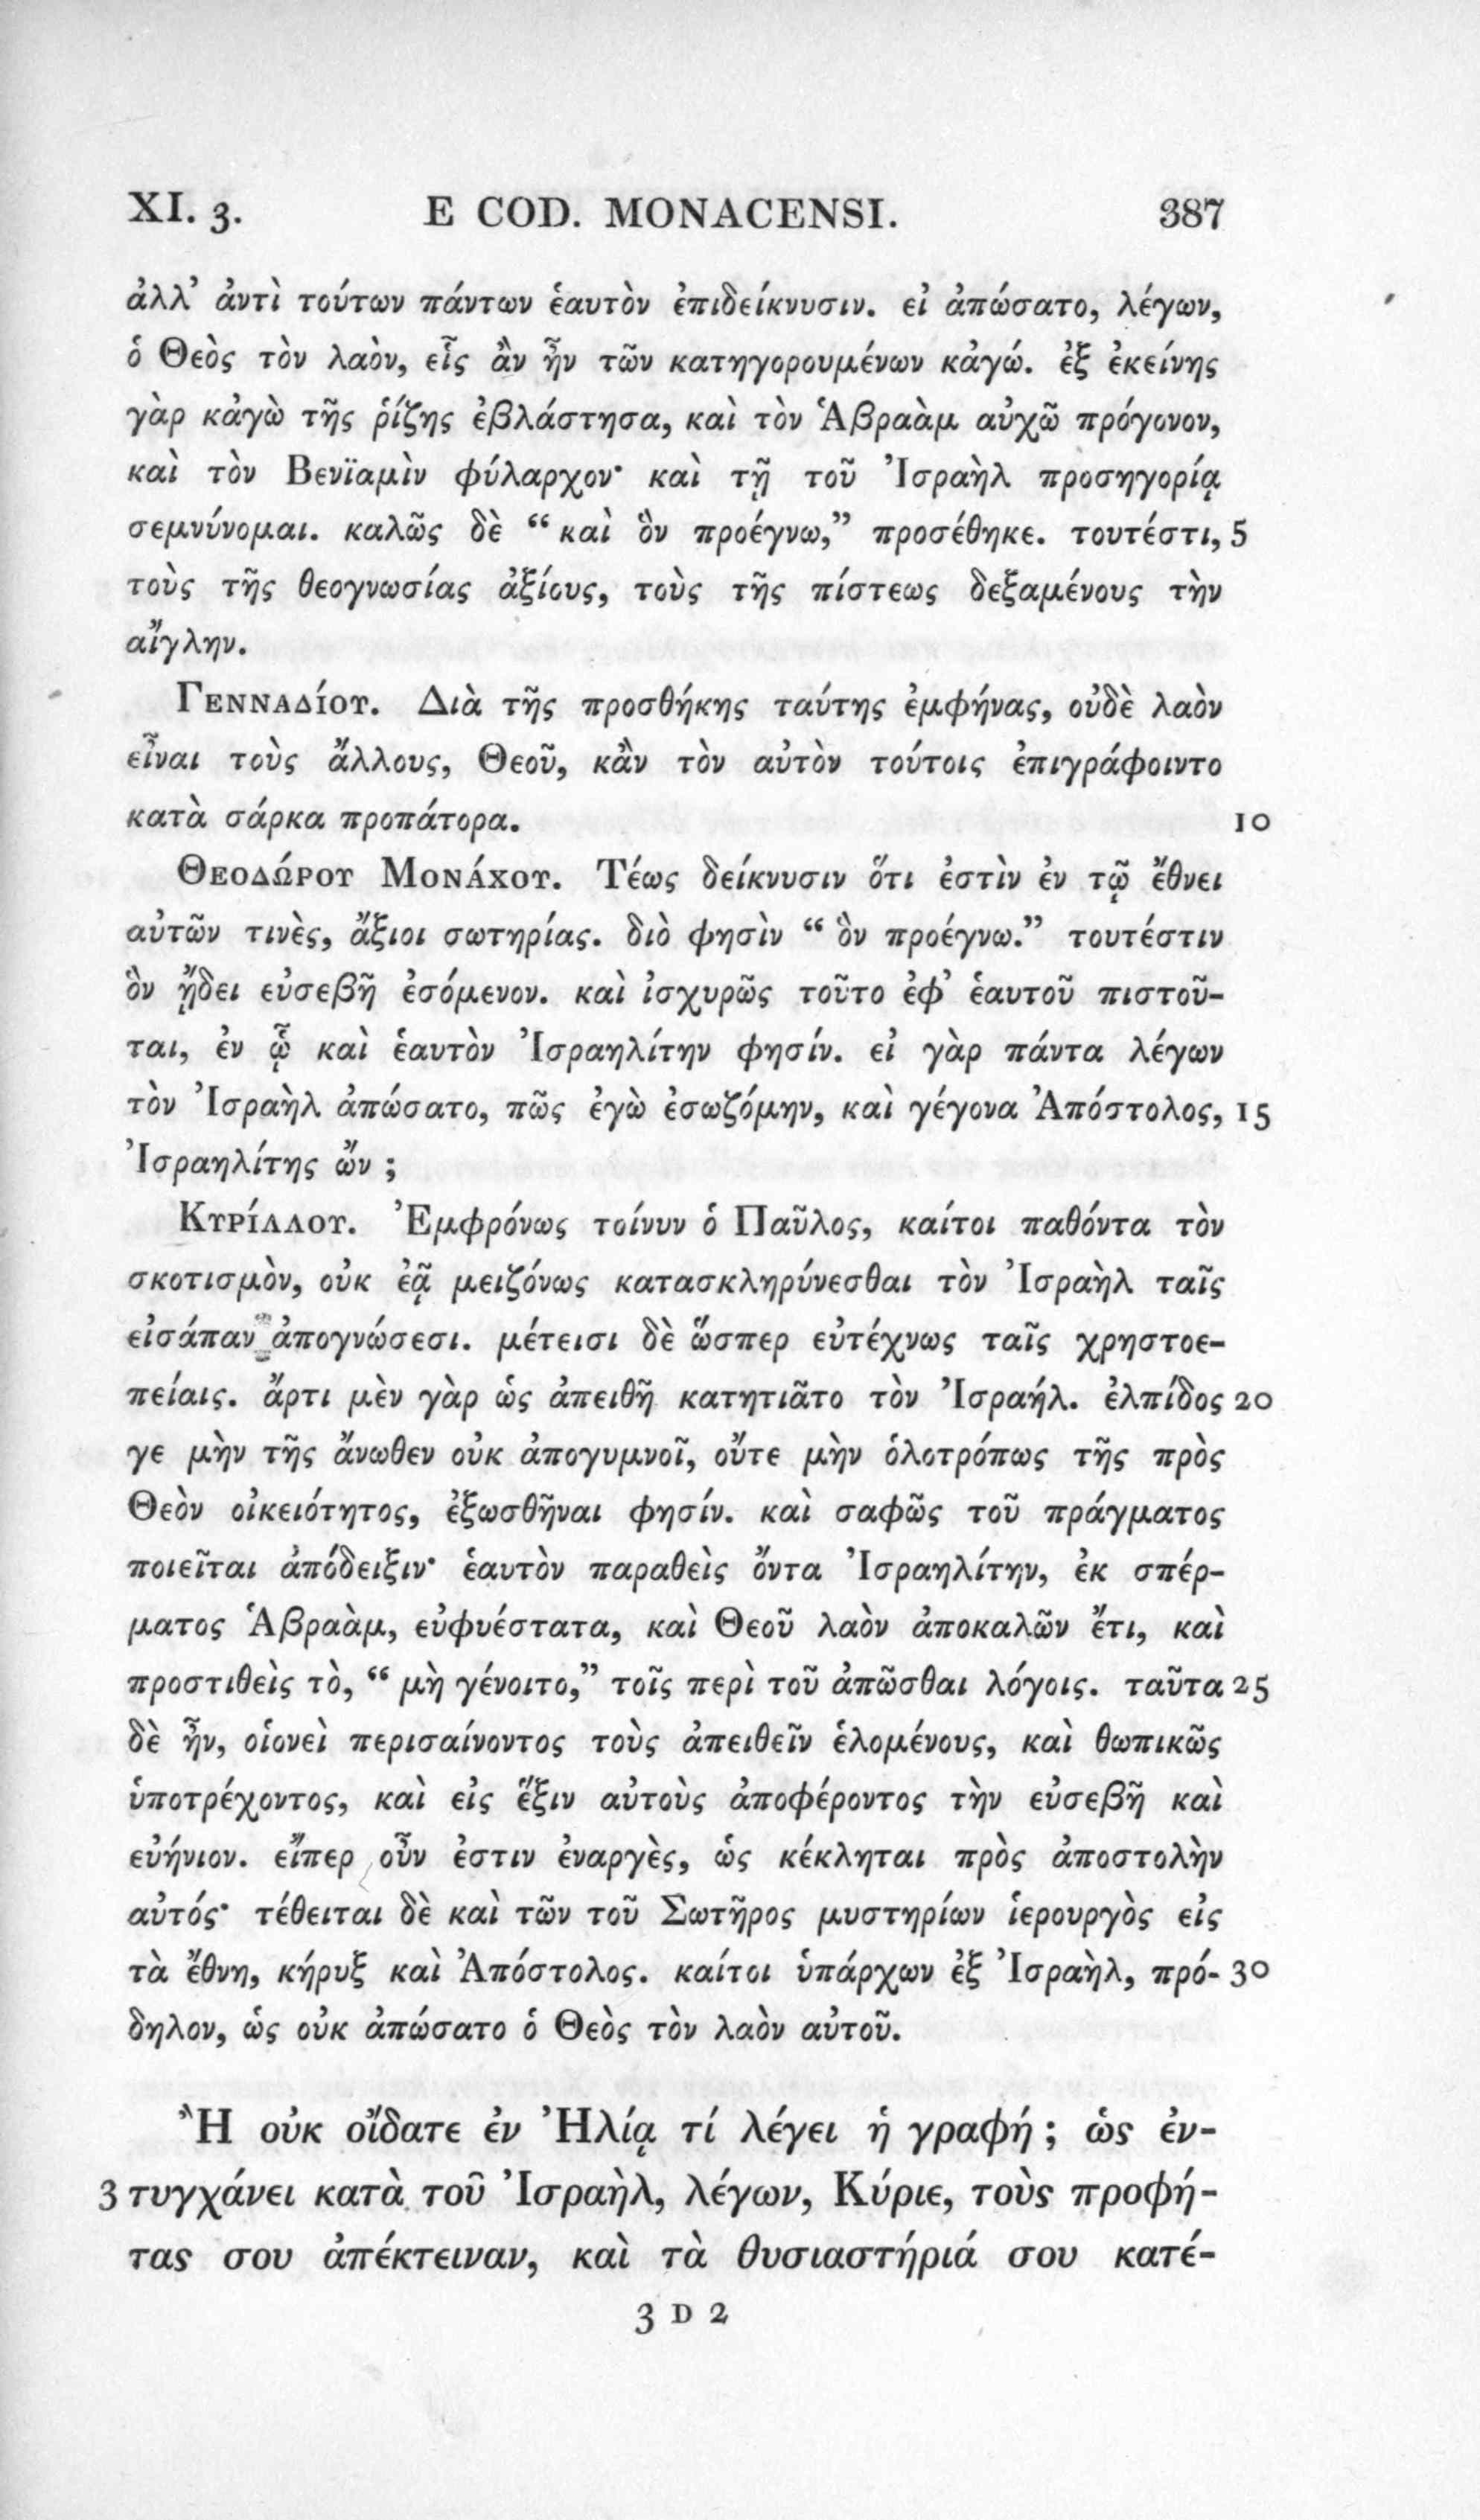 XI. 3. E COD. MONACENSI. 387
ἀλλ' ἀντὶ τούτων πάντων ἑαυτὸν ἐπιδείκνυσιν. εἰ ἀπώσατο, λέγων,
ὁ Θεὸς τὸν λαὸν, εἷς ἂν ἦν τῶν κατηγορουμένων κἀγώ. ἐξ ἐκείνης
γὰρ κἀγὼ τῆς ῥίζης ἐβλάστησα, καὶ τὸν Ἁβραὰμ αὐχῶ πρόγονον,
καὶ τὸν Βενϊαμὶν φύλαρχον· καὶ τῇ τοῦ Ἰσραὴλ προσηγορίᾳ
σεμνύνομαι. καλῶς δὲ “ καὶ ὃν προέγνω,” προσέθηκε. τουτέστι, 5
τοὺς τῆς θεογνωσίας ἀξίους, τοὺς τῆς πίστεως δεξαμένους τὴν
αἴγλην.
Γενναδίου. Διὰ τῆς προσθήκης ταύτης ἐμφήνας, οὐδὲ λαὸν
εἶναι τοὺς ἄλλους, Θεοῦ, κἂν τὸν αὐτὸν τούτοις ἐπιγράφοιντο
κατὰ σάρκα προπάτορα. 10
Θεοδώρου Μονάχου. Τέως δείκνυσιν ὅτι ἐστὶν ἐν τῷ ἔθνει
αὐτῶν τινὲς, ἄξιοι σωτηρίας. διὸ φησὶν “ ὃν προέγνω.” τουτέστιν
ὃν ᾔδει εὐσεβῆ ἐσόμενον. καὶ ἰσχυρῶς τοῦτο ἐφ' ἑαυτοῦ πιστοῦ-
ται, ἐν ᾧ καὶ ἑαυτὸν Ἰσραηλίτην φησίν. εἰ γὰρ πάντα λέγων
τὸν Ἰσραὴλ ἀπώσατο, πῶς ἐγὼ ἐσωζόμην, καὶ γέγονα Ἀπόστολος, 15
Ἰσραηλίτης ὤν ;
Κυρίλλου. Ἐμφρόνως τοίνυν ὁ Παῦλος, καίτοι παθόντα τὸν
σκοτισμὸν, οὐκ ἐᾷ μειζόνως κατασκληρύνεσθαι τὸν Ἰσραὴλ ταῖς
εἰσάπαν ἀπογνώσεσι. μέτεισι δὲ ὥσπερ εὐτέχνως ταῖς χρηστοε-
πείαις. ἄρτι μὲν γὰρ ὡς ἀπειθῆ κατητιᾶτο τὸν Ἰσραήλ. ἐλπίδος 20
γε μὴν τῆς ἄνωθεν οὐκ ἀπογυμνοῖ, οὔτε μὴν ὁλοτρόπως τῆς πρὸς
Θεὸν οἰκειότητος, ἐξωσθῆναι φησίν. καὶ σαφῶς τοῦ πράγματος
ποιεῖται ἀπόδειξιν· ἑαυτὸν παραθεὶς ὄντα Ἰσραηλίτην, ἐκ σπέρ-
ματος Ἁβραὰμ, εὐφυέστατα, καὶ Θεοῦ λαὸν ἀποκαλῶν ἔτι, καὶ
προστιθεὶς τὸ, “ μὴ γένοιτο,” τοῖς περὶ τοῦ ἀπῶσθαι λόγοις. ταῦτα 25
δὲ ἦν, οἱονεὶ περισαίνοντος τοὺς ἀπειθεῖν ἑλομένους, καὶ θωπικῶς
ὑποτρέχοντος, καὶ εἰς ἕξιν αὐτοὺς ἀποφέροντος τὴν εὐσεβῆ καὶ
εὐήνιον. εἴπερ οὖν ἐστιν ἐναργὲς, ὡς κέκληται πρὸς ἀποστολὴν
αὐτός· τέθειται δὲ καὶ τῶν τοῦ Σωτῆρος μυστηρίων ἱερουργὸς εἰς
τὰ ἔθνη, κήρυξ καὶ Ἀπόστολος. καίτοι ὑπάρχων ἐξ Ἰσραὴλ, πρό- 30
δηλον, ὡς οὐκ ἀπώσατο ὁ Θεὸς τὸν λαὸν αὐτοῦ.
Ἢ οὐκ οἴδατε ἐν Ἠλίᾳ τί λέγει ἡ γραφή ; ὡς ἐν-
3 τυγχάνει κατὰ τοῦ Ἰσραὴλ, λέγων, Κύριε, τοὺς προφή-
τας σου ἀπέκτειναν, καὶ τὰ θυσιαστήριά σου κατέ-
3 D 2